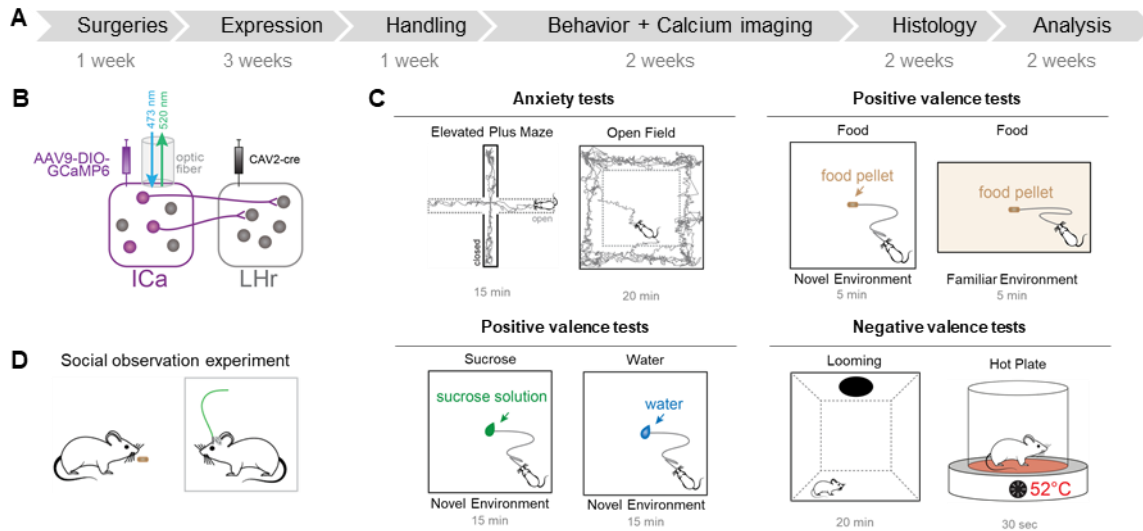 A
Surgeries
Expression
Handling
Behavior + Calcium imaging
Histology
Analysis
1 week
3 weeks
1 week
2 weeks
2 weeks
2 weeks
B
473 nm
520 nm
AAV9-DIO-
GCaMP6
optic
fiber
CAV2-cre
ICa
LHr
C
Anxiety tests
Elevated Plus Maze
Open Field
open
closed
15 min
20 min
Positive valence tests
Food
Food
food pellet
food pellet
Novel Environment
Familiar Environment
5 min
5 min
D
Social observation experiment
Positive valence tests
Sucrose
Water
sucrose solution
water
Novel Environment
Novel Environment
15 min
15 min
Negative valence tests
Looming
Hot Plate
52°C
20 min
30 sec